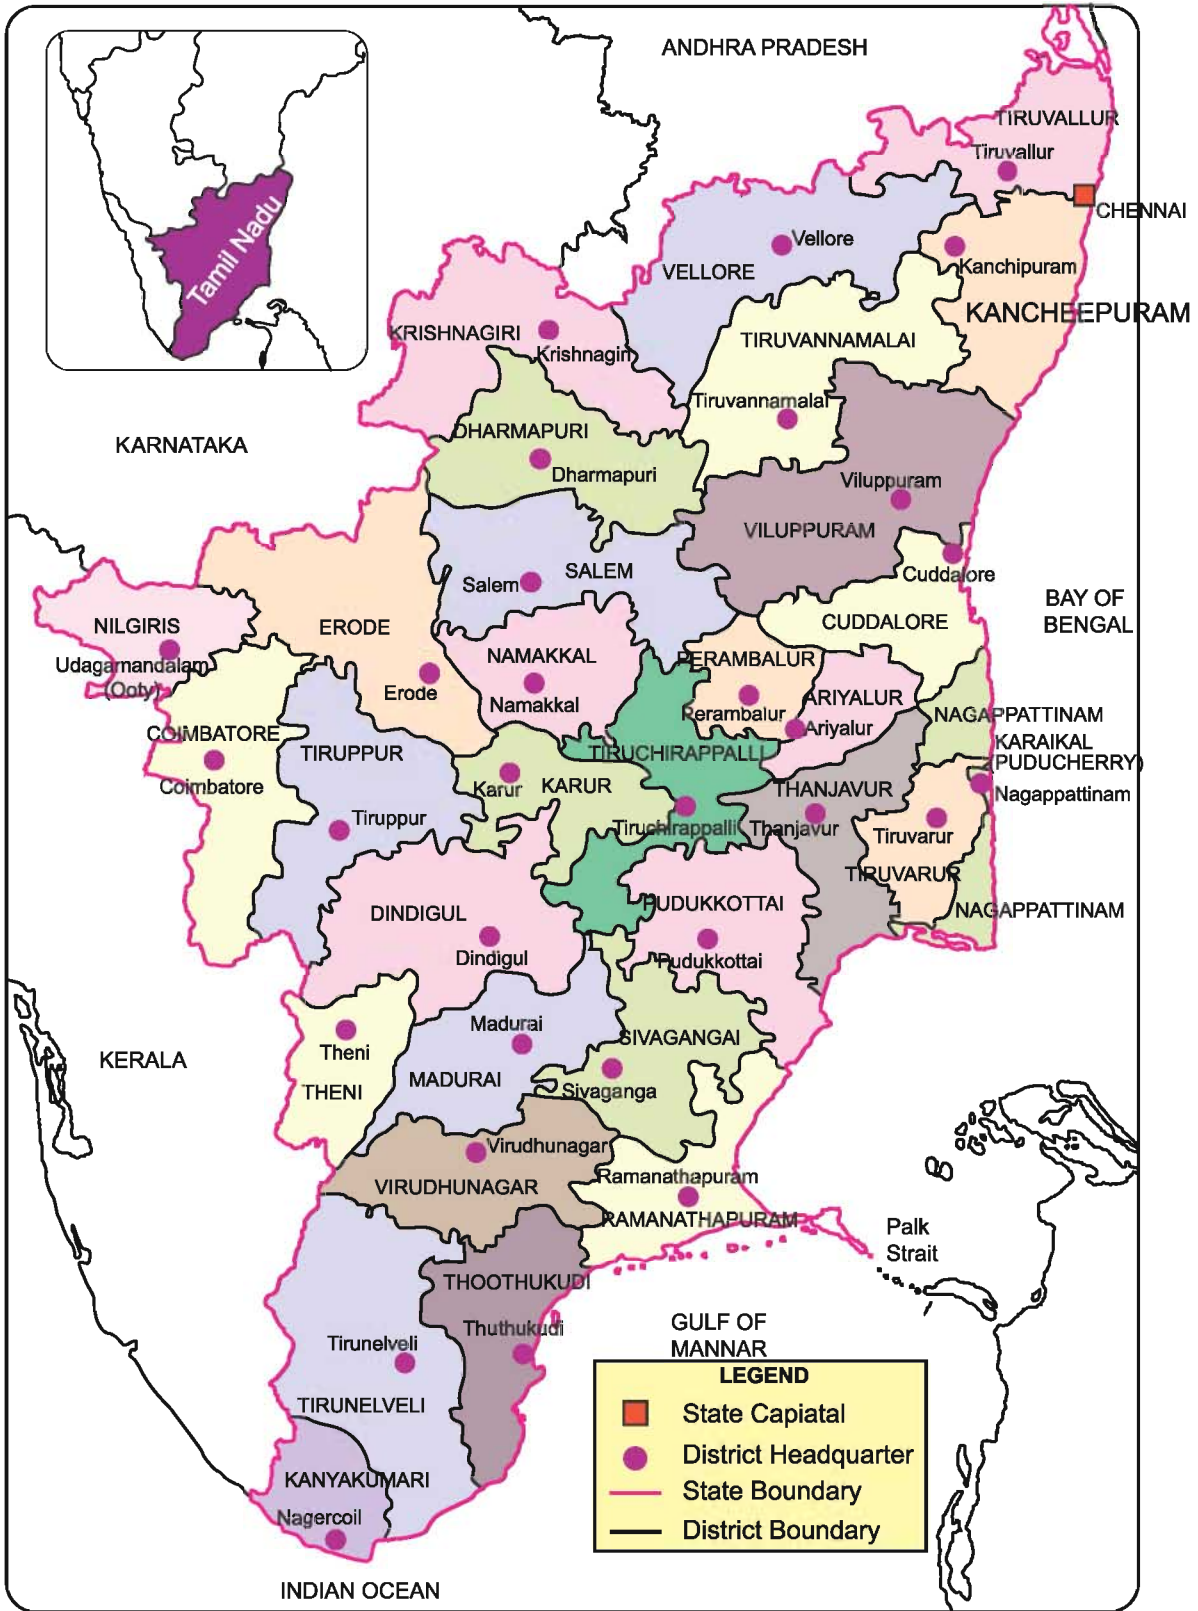 ANDHRA PRADESH
Tamil Nadu
TIRUVALLUR
Tiruvallur
CHENNAI
Vellore
VELLORE
Kanchipuram
KANCHEEPURAM
KRISHNAGIRI
Krishnagiri
TIRUVANNAMALAI
Tiruvannamalai
KARNATAKA
DHARMAPURI
Dharmapuri
Viluppuram
VILUPPURAM
Salem
SALEM
Cuddalore
CUDDALORE
BAY OF
BENGAL
NILGIRIS
Udagamandalam
(Ooty)
ERODE
Erode
NAMAKKAL
Namakkal
PERAMBALUR
Perambalur
ARIYALUR
Ariyalur
NAGAPPATTINAM
KARAIKAL
(PUDUCHERRY)
Nagappattinam
COIMBATORE
Coimbatore
TIRUPPUR
Tiruppur
Karur
KARUR
TIRUCHIRAPPALLI
Tiruchirappalli
THANJAVUR
Thanjavur
Tiruvarur
TIRUVARUR
NAGAPPATTINAM
DINDIGUL
Dindigul
PUDUKKOTTAI
Pudukkottai
Theni
THENI
Madurai
MADURAI
SIVAGANGAI
Sivaganga
KERALA
Virudhunagar
VIRUDHUNAGAR
Ramanathapuram
RAMANATHAPURAM
Palk
Strait
THOOTHUKUDI
Thuthukudi
GULF OF
MANNAR
Tirunelveli
TIRUNELVELI
KANYAKUMARI
Nagercoil
INDIAN OCEAN
LEGEND
State Capiatal
District Headquarter
State Boundary
District Boundary